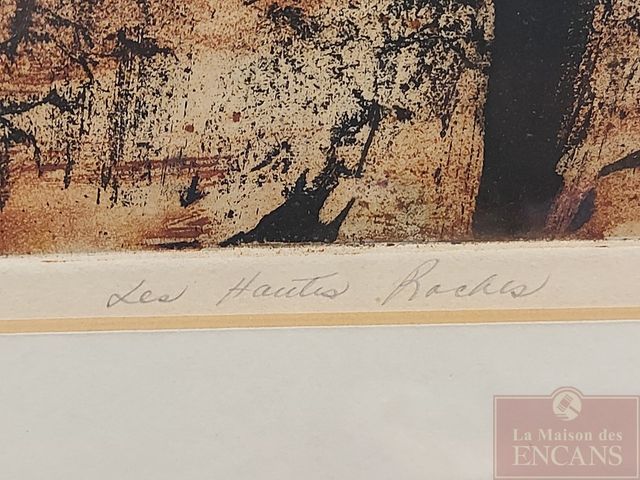 Les Hautes Roches
La Maison des
ENCANS